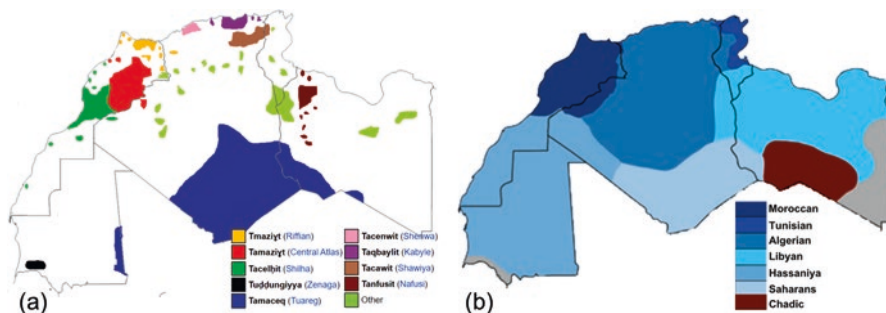 Tmaziɣt (Riffian)
Tamaziɣt (Central Atlas)
Tacelḥit (Shilha)
Tuḍḍungiyya (Zenaga)
Tamaceq (Tuareg)
Tacenwit (Shenwa)
Taqbaylit (Kabyle)
Tacawit (Shawiya)
Tanfusit (Nafusi)
Other
(a)
Moroccan
Tunisian
Algerian
Libyan
Hassaniya
Saharans
Chadic
(b)